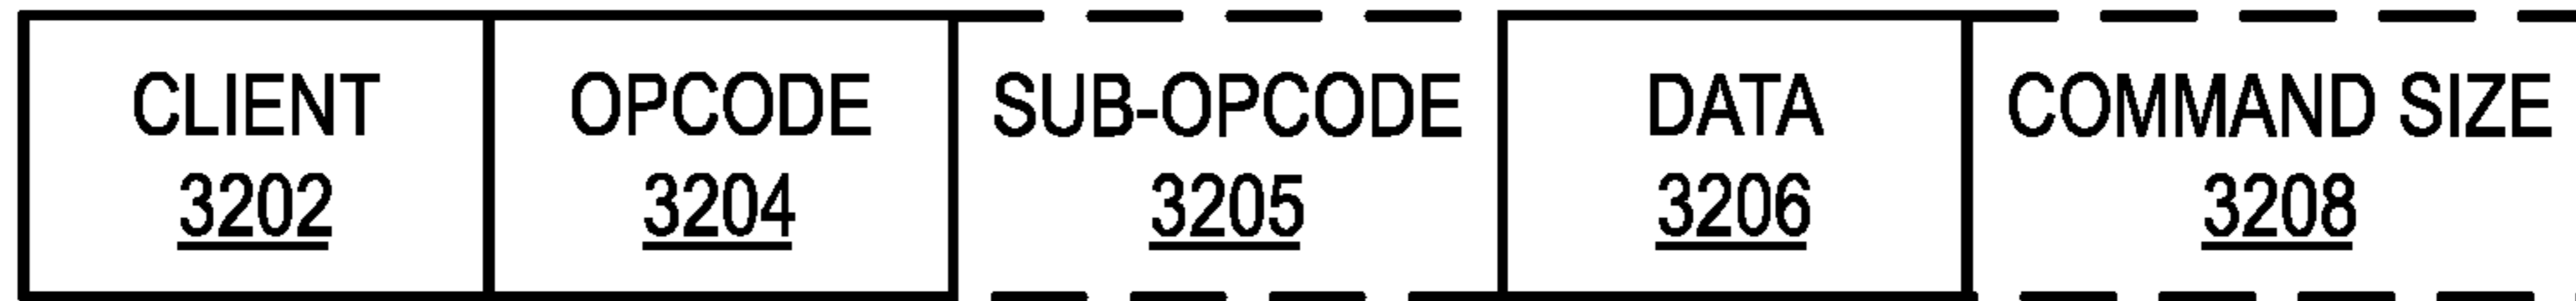 CLIENT OPCODE SUB-OPCODE DATA COMMAND SIZE
3202 3204 3205 3206 3208